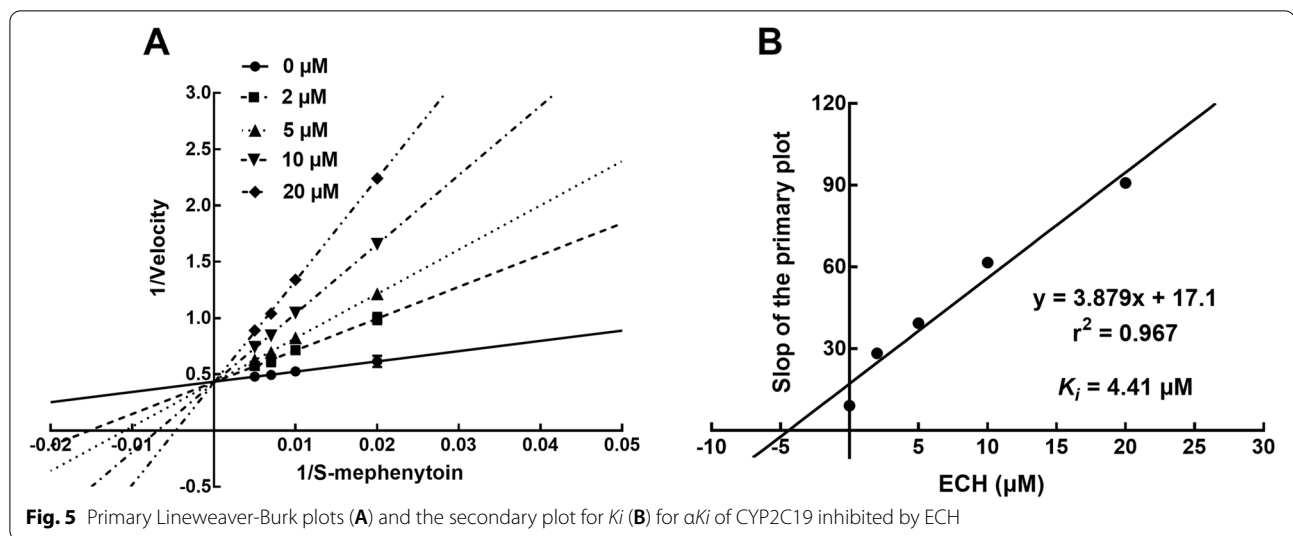 A
0 µM
2 µM
5 µM
10 µM
20 µM
1/Velocity
3.0
2.5
2.0
1.5
1.0
0.5
-0.5
-0.02
-0.01
0.01
0.02
0.03
0.04
0.05
1/S-mephenytoin
B
Slop of the primary plot
120
90
60
30
-10
-5
0
5
10
15
20
25
30
ECH (µM)
y = 3.879x + 17.1
r² = 0.967
Ki = 4.41 µM
Fig. 5 Primary Lineweaver-Burk plots (A) and the secondary plot for Ki (B) for αKi of CYP2C19 inhibited by ECH